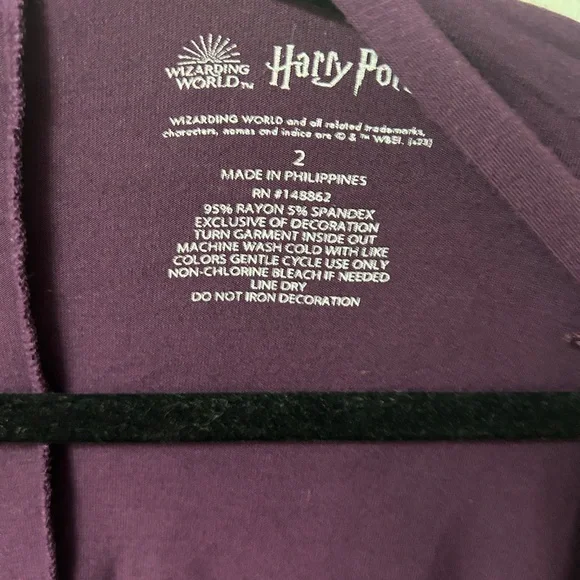 WIZARDING
WORLD™
Harry Pot
WIZARDING WORLD and all related trademarks,
characters, names and indicia are © & ™ WBEI.
2
MADE IN PHILIPPINES
RN #148862
95% RAYON 5% SPANDEX
EXCLUSIVE OF DECORATION
TURN GARMENT INSIDE OUT
MACHINE WASH COLD WITH LIKE
COLORS GENTLE CYCLE USE ONLY
NON-CHLORINE BLEACH IF NEEDED
LINE DRY
DO NOT IRON DECORATION